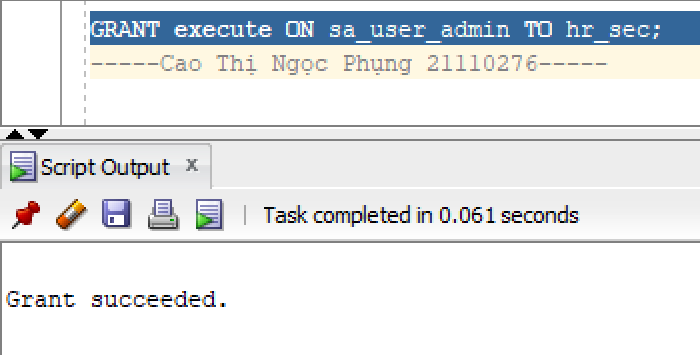 GRANT execute ON sa_user_admin TO hr_sec;
-----Cao Thị Ngọc Phụng 21110276-----
Script Output x
Task completed in 0.061 seconds
Grant succeeded.